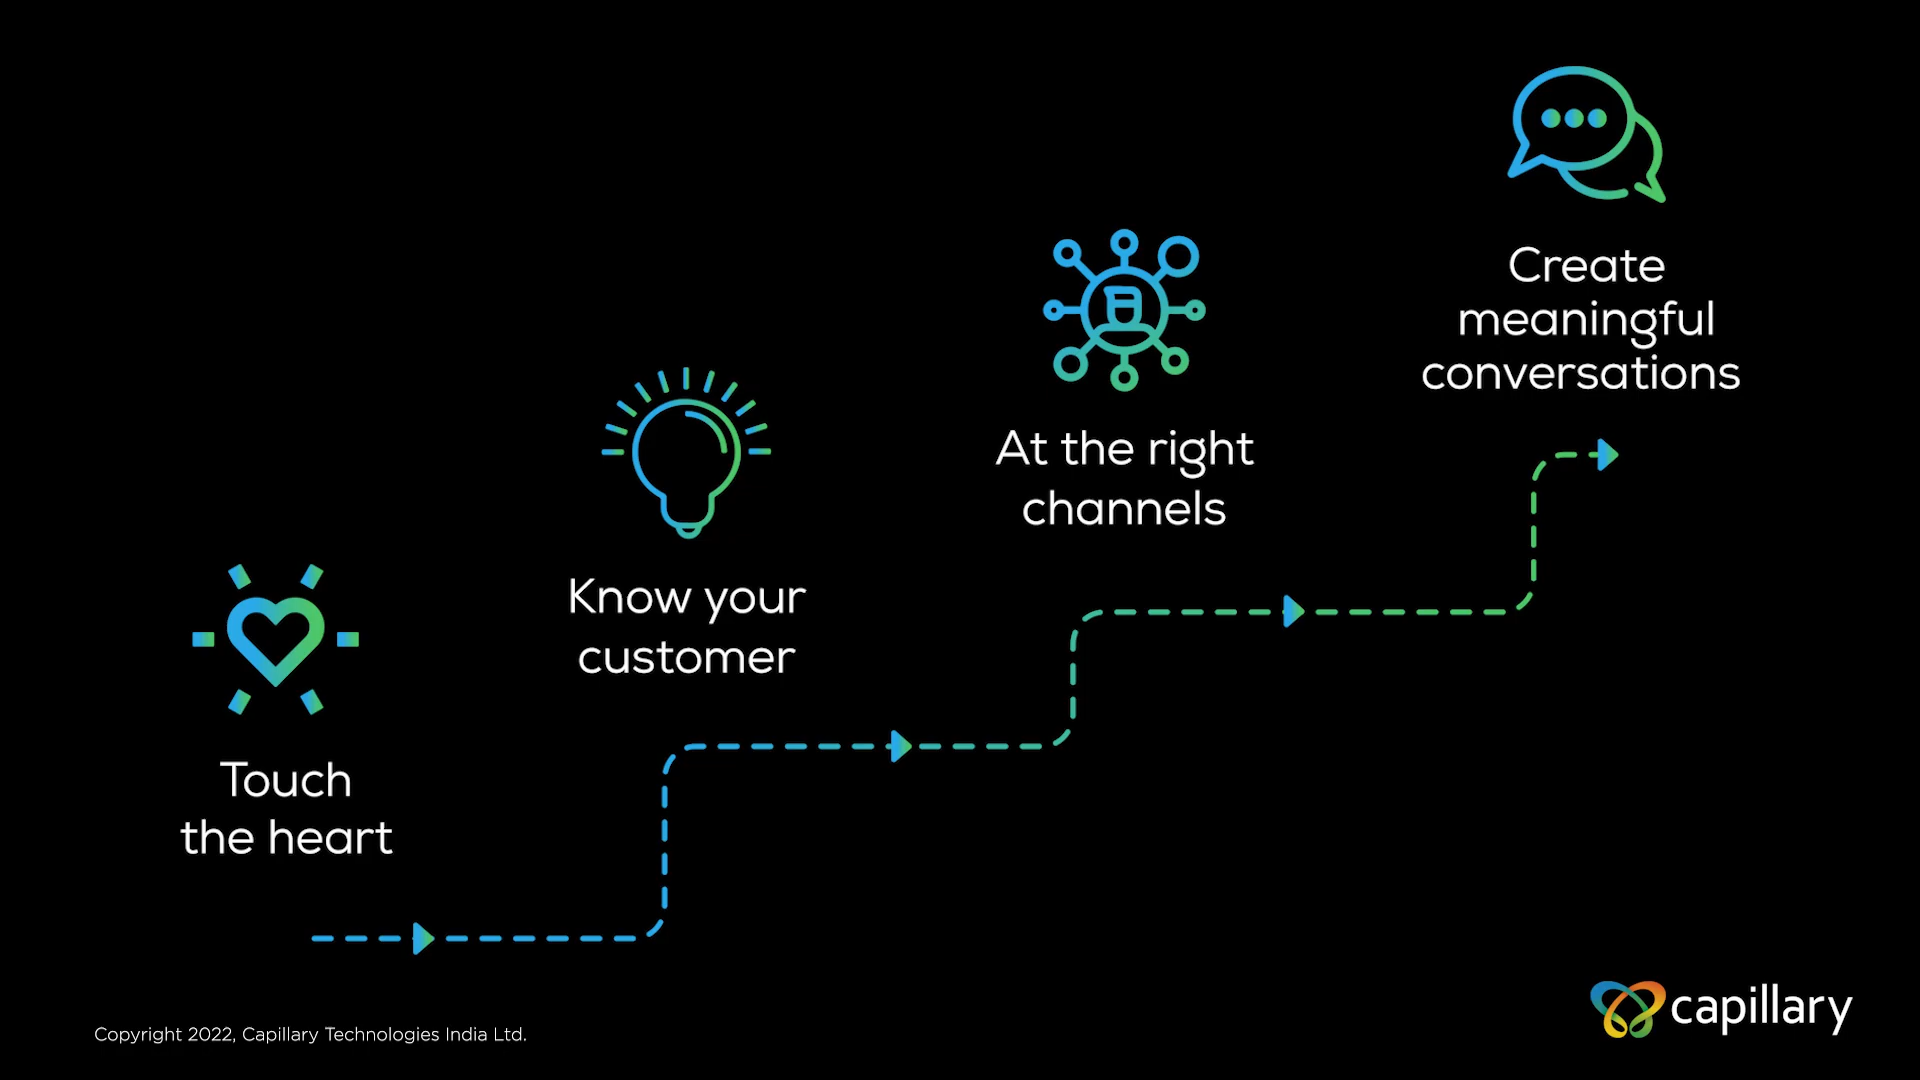 Touch
the heart
Know your
customer
At the right
channels
Create
meaningful
conversations
Copyright 2022, Capillary Technologies India Ltd.
capillary